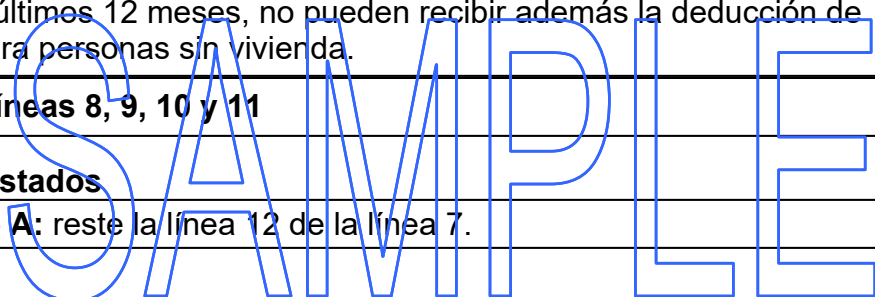 últimos 12 meses, no pueden recibir además la deducción de
ra personas sin vivienda.
íneas 8, 9, 10 y 11
stados
A: reste la línea 12 de la línea 7.
SAMPLE